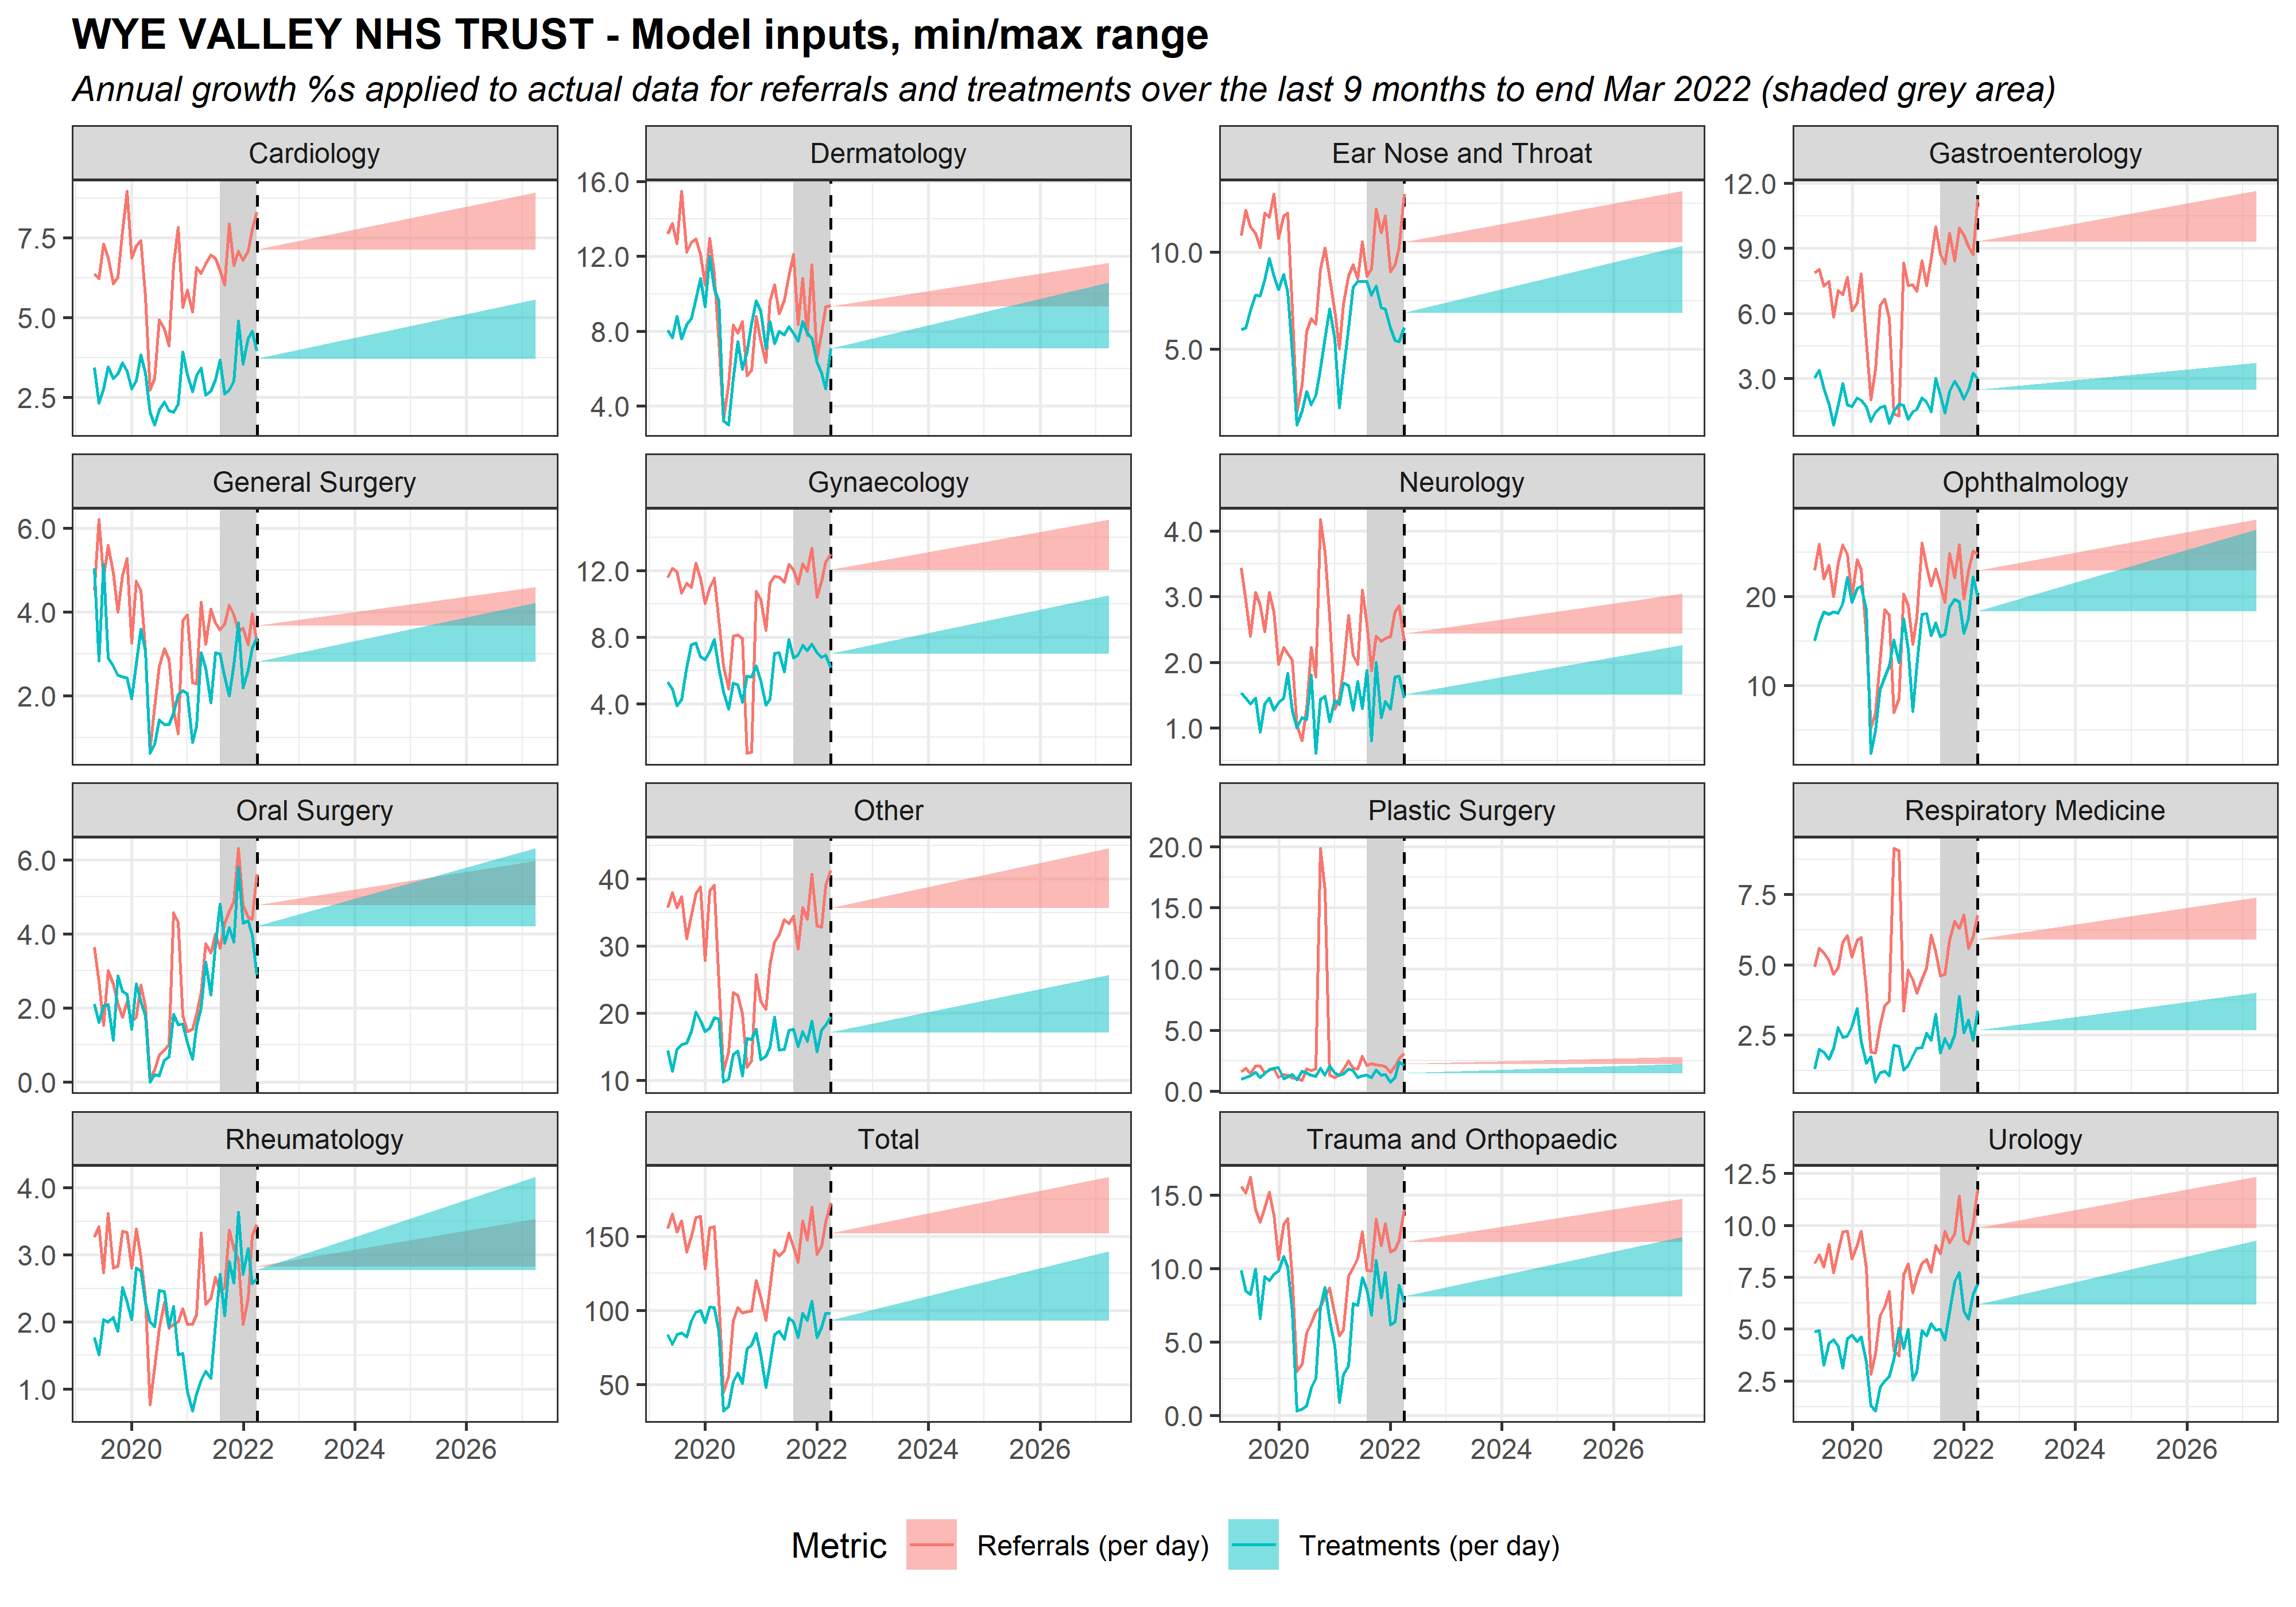 WYE VALLEY NHS TRUST - Model inputs, min/max range
Annual growth %s applied to actual data for referrals and treatments over the last 9 months to end Mar 2022 (shaded grey area)
Cardiology
7.5
5.0
2.5
Dermatology
16.0
12.0
8.0
4.0
Ear Nose and Throat
10.0
5.0
Gastroenterology
12.0
9.0
6.0
3.0
General Surgery
6.0
4.0
2.0
Gynaecology
12.0
8.0
4.0
Neurology
4.0
3.0
2.0
1.0
Ophthalmology
20
10
Oral Surgery
6.0
4.0
2.0
0.0
Other
40
30
20
10
Plastic Surgery
20.0
15.0
10.0
5.0
0.0
Respiratory Medicine
7.5
5.0
2.5
Rheumatology
4.0
3.0
2.0
1.0
2020 2022 2024 2026
Total
150
100
50
2020 2022 2024 2026
Trauma and Orthopaedic
15.0
10.0
5.0
0.0
2020 2022 2024 2026
Urology
12.5
10.0
7.5
5.0
2.5
2020 2022 2024 2026
Metric Referrals (per day) Treatments (per day)